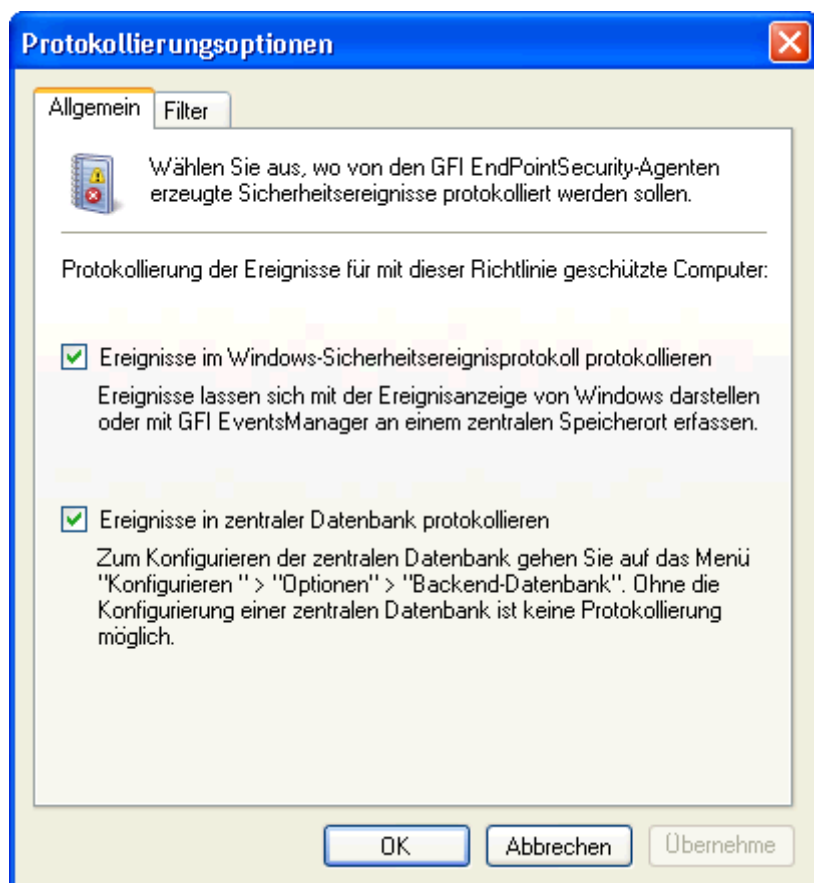 Protokollierungsoptionen
Allgemein
Filter
Wählen Sie aus, wo von den GFI EndPointSecurity-Agenten
erzeugte Sicherheitsereignisse protokolliert werden sollen.
Protokollierung der Ereignisse für mit dieser Richtlinie geschützte Computer:
Ereignisse im Windows-Sicherheitsereignisprotokoll protokollieren
Ereignisse lassen sich mit der Ereignisanzeige von Windows darstellen
oder mit GFI EventsManager an einem zentralen Speicherort erfassen.
Ereignisse in zentraler Datenbank protokollieren
Zum Konfigurieren der zentralen Datenbank gehen Sie auf das Menü
"Konfigurieren " > "Optionen" > "Backend-Datenbank". Ohne die
Konfigurierung einer zentralen Datenbank ist keine Protokollierung
möglich.
OK
Abbrechen
Übernehme